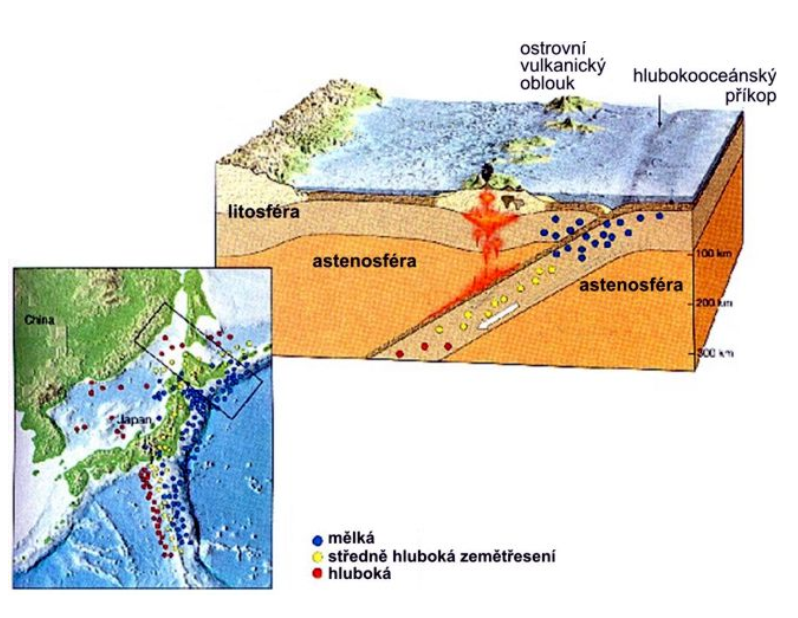 ostrovní
vulkanický
oblouk
hlubokooceánský
příkop
litosféra
astenosféra
astenosféra
100 km
200 km
300 km
China
Japan
mělká
středně hluboká zemětřesení
hluboká